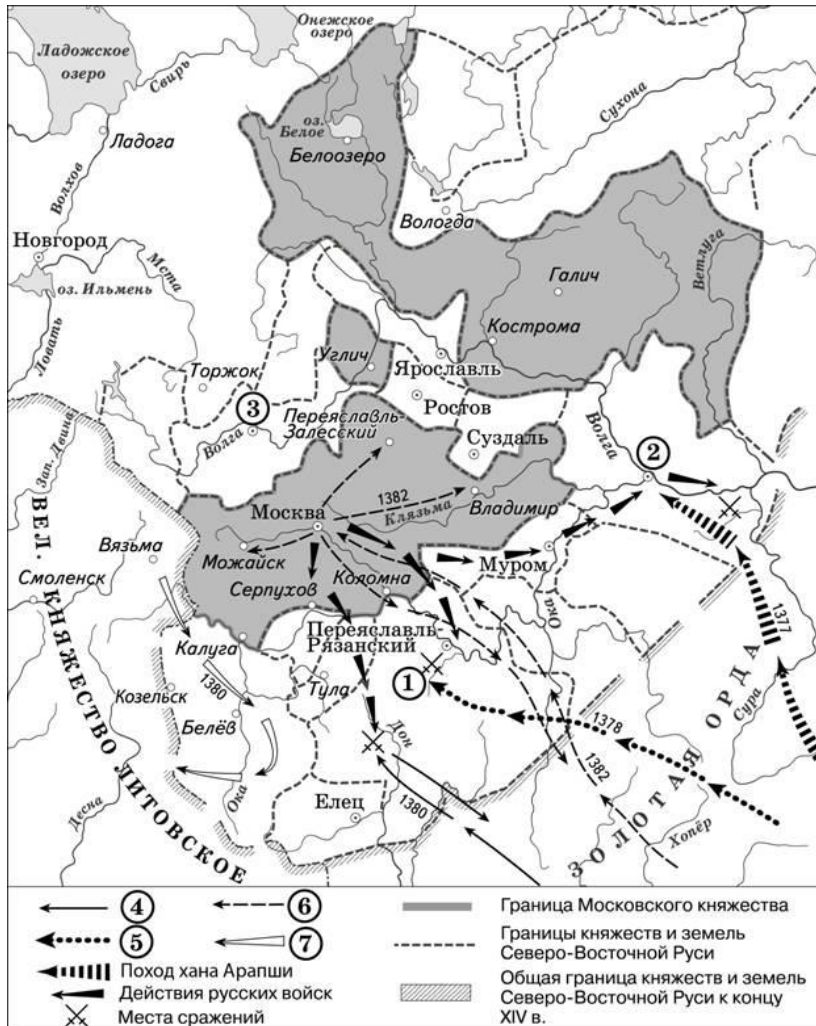 Онежское
озеро
Ладожское
озеро
Свирь
Сухона
оз.
Белое
Белоозеро
Ладога
Волхов
Вологда
Новгород
Мста
оз. Ильмень
Ловать
Галич
Ветлуга
Кострома
Углич
Ярославль
Торжок
Ростов
3
Переяславль-
Залесский
Волга
Суздаль
Волга
2
Зап. Двина
1382
Клязьма
Владимир
Москва
Вязьма
Можайск
Муром
Смоленск
Серпухов
Коломна
Ока
1377
Переяславль-
Рязанский
Калуга
1
Тула
Козельск
1380
Белёв
Дон
1378
Сура
1382
Елец
1380
Ока
Десна
Хопёр
ВЕЛ. КНЯЖЕСТВО ЛИТОВСКОЕ
ЗОЛОТАЯ ОРДА
4
6
Граница Московского княжества
5
7
Границы княжеств и земель
Северо-Восточной Руси
Поход хана Арапши
Действия русских войск
Общая граница княжеств и земель
Северо-Восточной Руси к концу
XIV в.
Места сражений